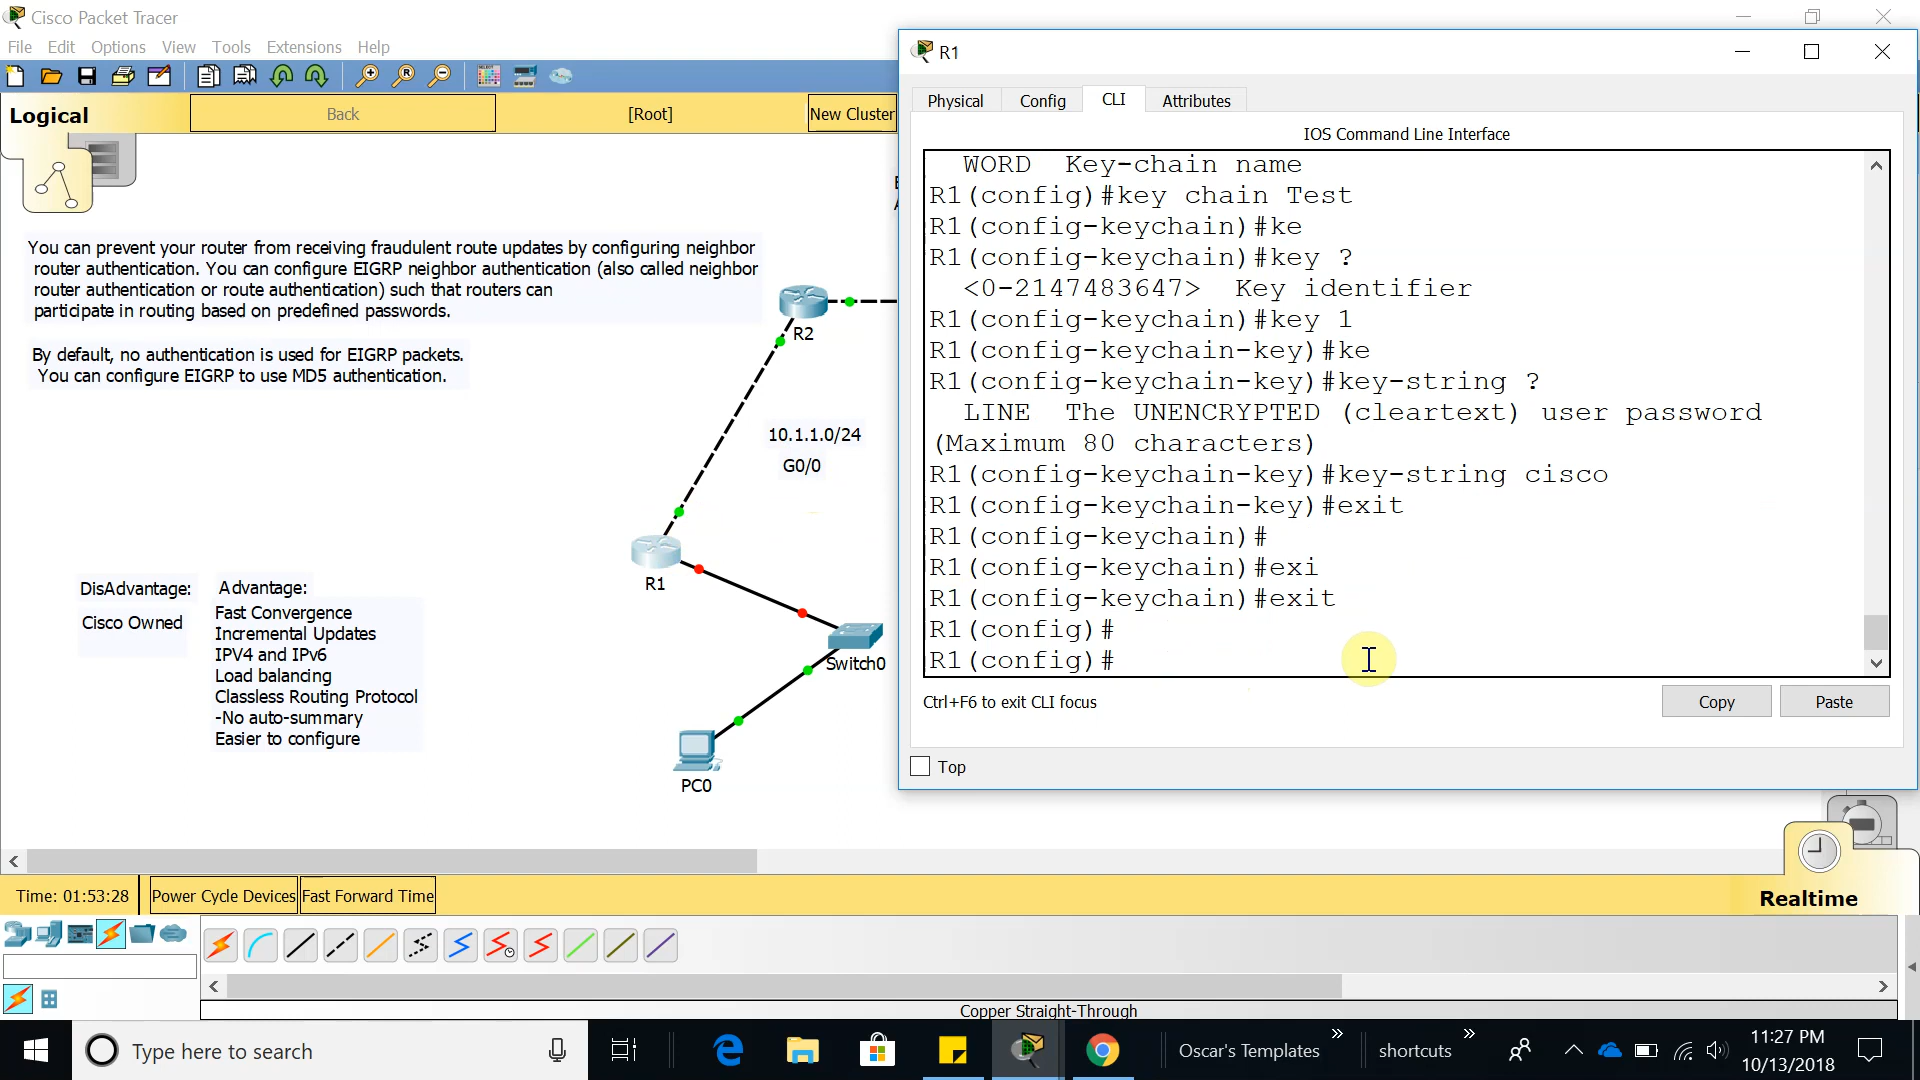 Cisco Packet Tracer
File Edit Options View Tools Extensions Help
Logical
Back
[Root]
New Cluster
You can prevent your router from receiving fraudulent route updates by configuring neighbor
router authentication. You can configure EIGRP neighbor authentication (also called neighbor
router authentication or route authentication) such that routers can
participate in routing based on predefined passwords.
By default, no authentication is used for EIGRP packets.
You can configure EIGRP to use MD5 authentication.
R2
10.1.1.0/24
G0/0
R1
Switch0
PC0
DisAdvantage:
Cisco Owned
Advantage:
Fast Convergence
Incremental Updates
IPV4 and IPv6
Load balancing
Classless Routing Protocol
-No auto-summary
Easier to configure
R1
Physical Config CLI Attributes
IOS Command Line Interface
WORD Key-chain name
R1(config)#key chain Test
R1(config-keychain)#ke
R1(config-keychain)#key ?
<0-2147483647> Key identifier
R1(config-keychain)#key 1
R1(config-keychain-key)#ke
R1(config-keychain-key)#key-string ?
LINE The UNENCRYPTED (cleartext) user password
(Maximum 80 characters)
R1(config-keychain-key)#key-string cisco
R1(config-keychain-key)#exit
R1(config-keychain)#
R1(config-keychain)#exi
R1(config-keychain)#exit
R1(config)#
R1(config)#
Ctrl+F6 to exit CLI focus
Copy
Paste
Top
Time: 01:53:28
Power Cycle Devices
Fast Forward Time
Realtime
Copper Straight-Through
Type here to search
Oscar's Templates
shortcuts
11:27 PM
10/13/2018